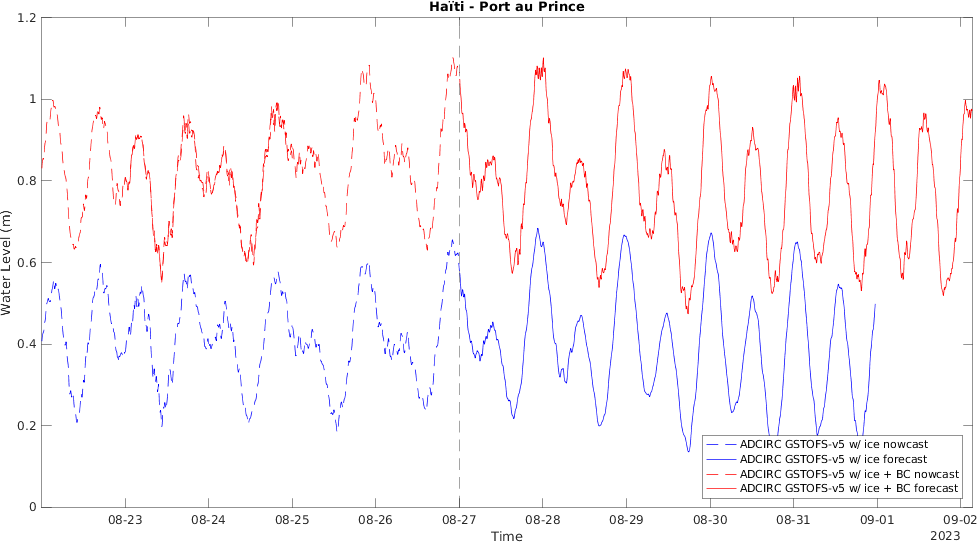 Haïti - Port au Prince
1.2
1
0.8
0.6
0.4
0.2
0
Water Level (m)
08-23
08-24
08-25
08-26
08-27
08-28
08-29
08-30
08-31
09-01
09-02
2023
Time
ADCIRC GSTOFS-v5 w/ ice nowcast
ADCIRC GSTOFS-v5 w/ ice forecast
ADCIRC GSTOFS-v5 w/ ice + BC nowcast
ADCIRC GSTOFS-v5 w/ ice + BC forecast